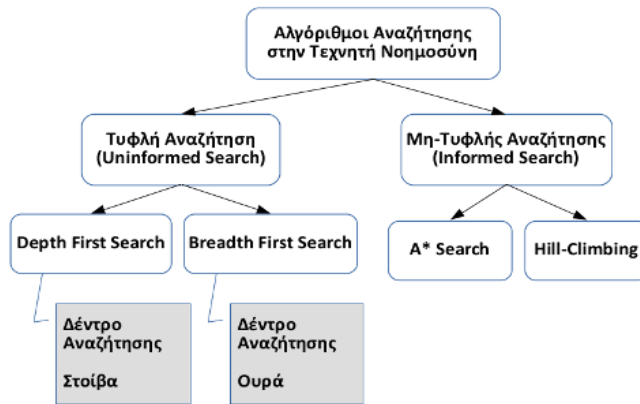 Αλγόριθμοι Αναζήτησης
στην Τεχνητή Νοημοσύνη
Τυφλή Αναζήτηση
(Uninformed Search)
Μη-Τυφλής Αναζήτησης
(Informed Search)
Depth First Search
Breadth First Search
A* Search
Hill-Climbing
Δέντρο
Αναζήτησης
Στοίβα
Δέντρο
Αναζήτησης
Ουρά